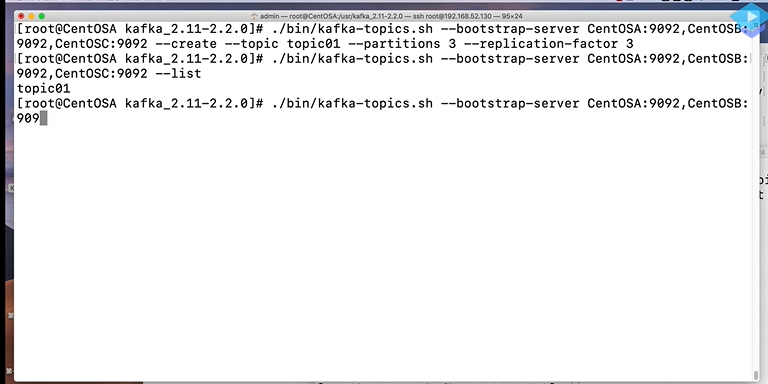 admin — root@CentOSA:/usr/kafka_2.11-2.2.0 — ssh root@192.168.52.130 — 95×24
[root@CentOSA kafka_2.11-2.2.0]# ./bin/kafka-topics.sh --bootstrap-server CentOSA:9092,CentOSB:
9092,CentOSC:9092 --create --topic topic01 --partitions 3 --replication-factor 3
[root@CentOSA kafka_2.11-2.2.0]# ./bin/kafka-topics.sh --bootstrap-server CentOSA:9092,CentOSB:
9092,CentOSC:9092 --list
topic01
[root@CentOSA kafka_2.11-2.2.0]# ./bin/kafka-topics.sh --bootstrap-server CentOSA:9092,CentOSB:
909